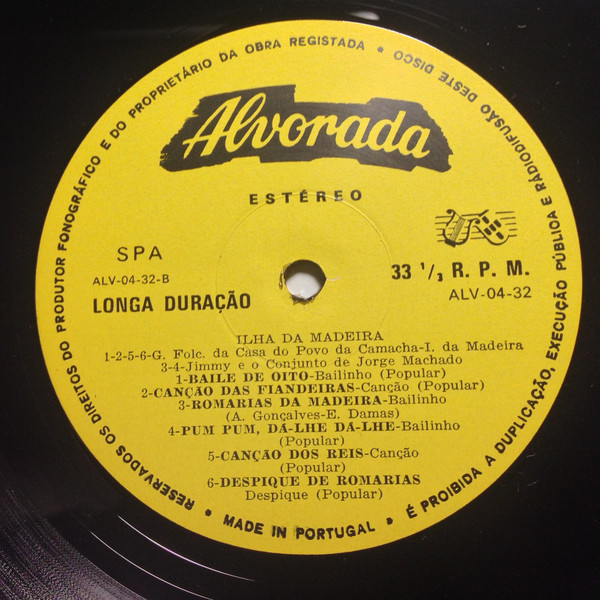 RESERVADOS OS DIREITOS DO PRODUTOR FONOGRÁFICO E DO PROPRIETÁRIO DA OBRA REGISTADA • É PROIBIDA A DUPLICAÇÃO, EXECUÇÃO PÚBLICA E RÁDIODIFUSÃO DESTE DISCO •
Alvorada
ESTÉREO
SPA
ALV-04-32-B
LONGA DURAÇÃO
33 1/3 R. P. M.
ALV-04-32
ILHA DA MADEIRA
1-2-5-6-G. Folc. da Casa do Povo da Camacha-I. da Madeira
3-4-Jimmy e o Conjunto de Jorge Machado
1-BAILE DE OITO-Bailinho (Popular)
2-CANÇÃO DAS FIANDEIRAS-Canção (Popular)
3-ROMARIAS DA MADEIRA-Bailinho
(A. Gonçalves-E. Damas)
4-PUM PUM, DÁ-LHE DÁ-LHE-Bailinho
(Popular)
5-CANÇÃO DOS REIS-Canção
(Popular)
6-DESPIQUE DE ROMARIAS
Despique (Popular)
• MADE IN PORTUGAL •